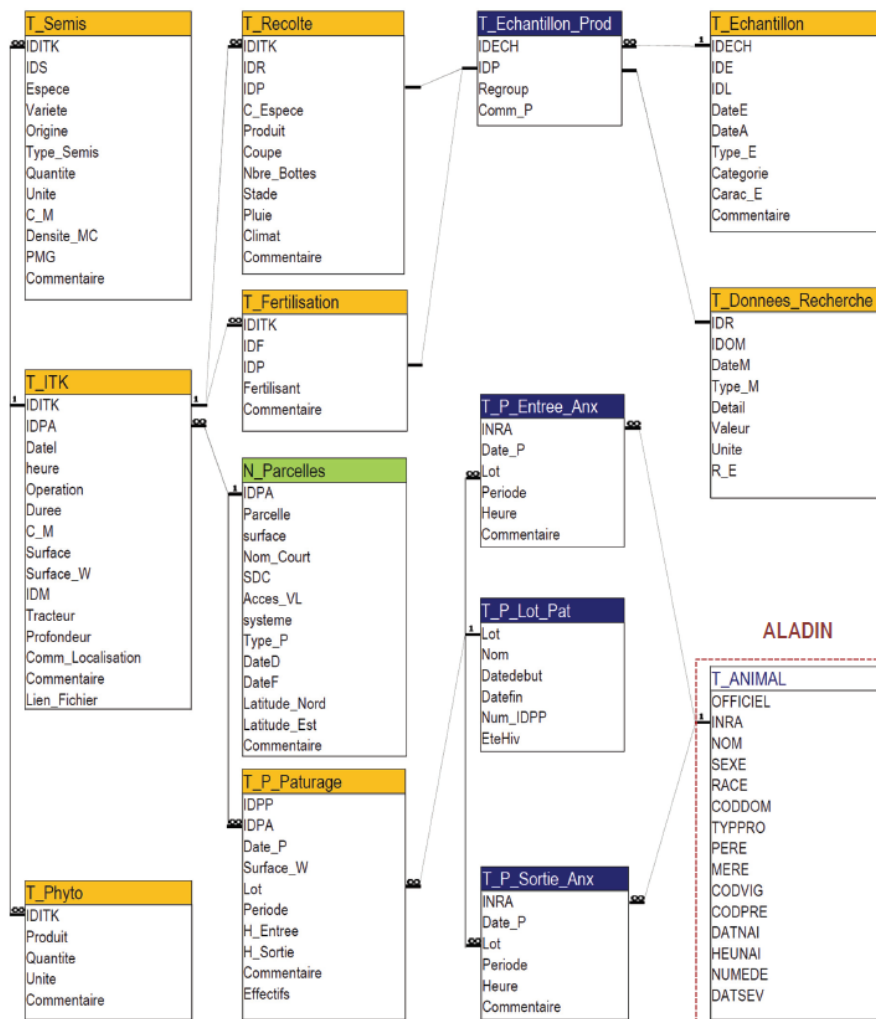 T_Semis
IDITK
IDS
Espece
Variete
Origine
Type_Semis
Quantite
Unite
C_M
Densite_MC
PMG
Commentaire
T_Recolte
IDITK
IDR
IDP
C_Espece
Produit
Coupe
Nbre_Bottes
Stade
Pluie
Climat
Commentaire
T_Echantillon_Prod
IDECH
IDP
Regroup
Comm_P
T_Echantillon
IDECH
IDE
IDL
DateE
DateA
Type_E
Categorie
Carac_E
Commentaire
T_Fertilisation
IDITK
IDF
IDP
Fertilisant
Commentaire
T_Donnees_Recherche
IDR
IDOM
DateM
Type_M
Detail
Valeur
Unite
R_E
T_ITK
IDITK
IDPA
DateI
heure
Operation
Duree
C_M
Surface
Surface_W
IDM
Tracteur
Profondeur
Comm_Localisation
Commentaire
Lien_Fichier
N_Parcelles
IDPA
Parcelle
surface
Nom_Court
SDC
Acces_VL
systeme
Type_P
DateD
DateF
Latitude_Nord
Latitude_Est
Commentaire
T_P_Entree_Anx
INRA
Date_P
Lot
Periode
Heure
Commentaire
T_P_Lot_Pat
Lot
Nom
Datedebut
Datefin
Num_IDPP
EteHiv
ALADIN
T_ANIMAL
OFFICIEL
INRA
NOM
SEXE
RACE
CODDOM
TYPPRO
PERE
MERE
CODVIG
CODPRE
DATNAI
HEUNAI
NUMEDE
DATSEV
T_P_Paturage
IDPP
IDPA
Date_P
Surface_W
Lot
Periode
H_Entree
H_Sortie
Commentaire
Effectifs
T_P_Sortie_Anx
INRA
Date_P
Lot
Periode
Heure
Commentaire
T_Phyto
IDITK
Produit
Quantite
Unite
Commentaire
1
1
1
1
1
1
∞
∞
∞
∞
∞
∞
∞
∞
∞
∞
∞
∞